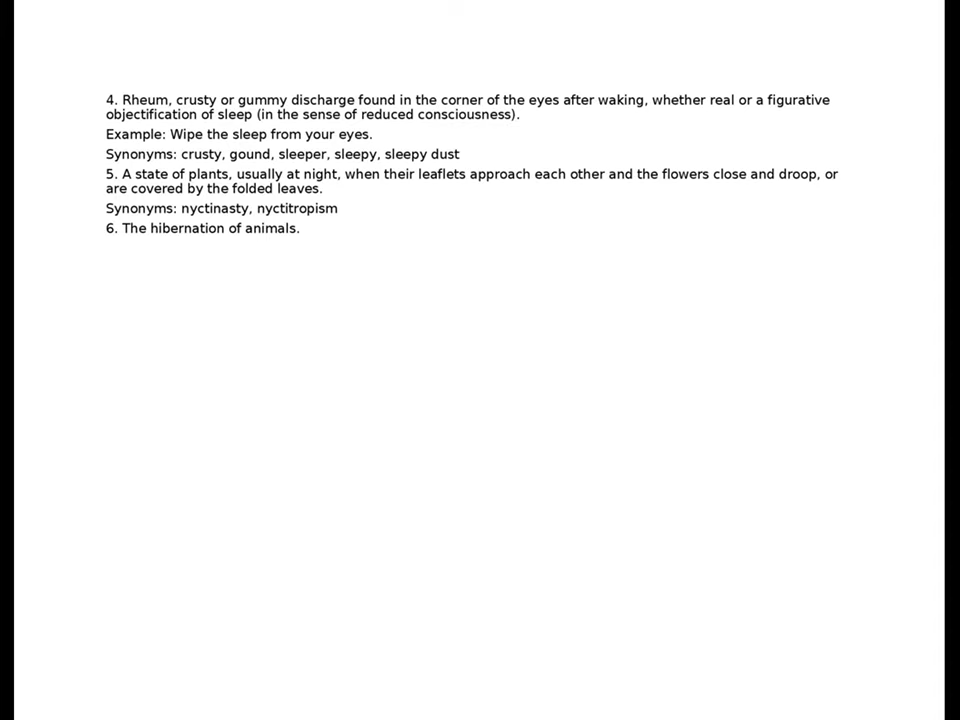 4. Rheum, crusty or gummy discharge found in the corner of the eyes after waking, whether real or a figurative
objectification of sleep (in the sense of reduced consciousness).
Example: Wipe the sleep from your eyes.
Synonyms: crusty, gound, sleeper, sleepy, sleepy dust
5. A state of plants, usually at night, when their leaflets approach each other and the flowers close and droop, or
are covered by the folded leaves.
Synonyms: nyctinasty, nyctitropism
6. The hibernation of animals.